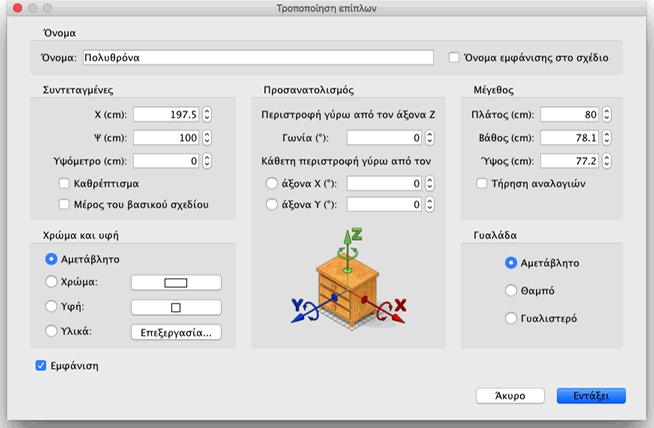 Τροποποίηση επίπλων
Όνομα
Όνομα: Πολυθρόνα
Όνομα εμφάνισης στο σχέδιο
Συντεταγμένες
Χ (cm): 197.5
Ψ (cm): 100
Υψόμετρο (cm): 0
Καθρέπτισμα
Μέρος του βασικού σχεδίου
Προσανατολισμός
Περιστροφή γύρω από τον άξονα Ζ
Γωνία (°): 0
Κάθετη περιστροφή γύρω από τον
άξονα Χ (°): 0
άξονα Υ (°): 0
Z
Y
X
Μέγεθος
Πλάτος (cm): 80
Βάθος (cm): 78.1
Ύψος (cm): 77.2
Τήρηση αναλογιών
Χρώμα και υφή
Αμετάβλητο
Χρώμα:
Υφή:
Υλικά: Επεξεργασία...
Γυαλάδα
Αμετάβλητο
Θαμπό
Γυαλιστερό
Εμφάνιση
Άκυρο
Εντάξει